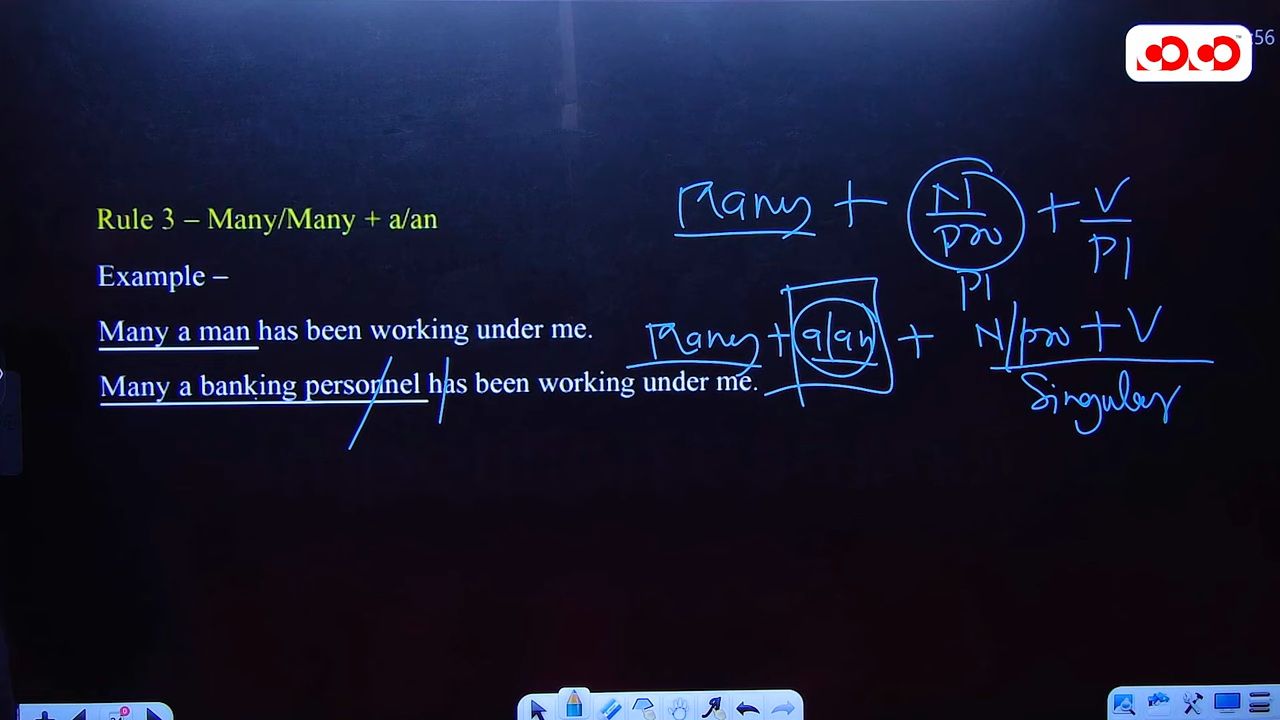 :56
Rule 3 – Many/Many + a/an
Example –
Many a man has been working under me.
Many a banking personnel has been working under me.
Many + N/pro + V/Pl
Pl
Many + a/an + N/pro + V
Singular